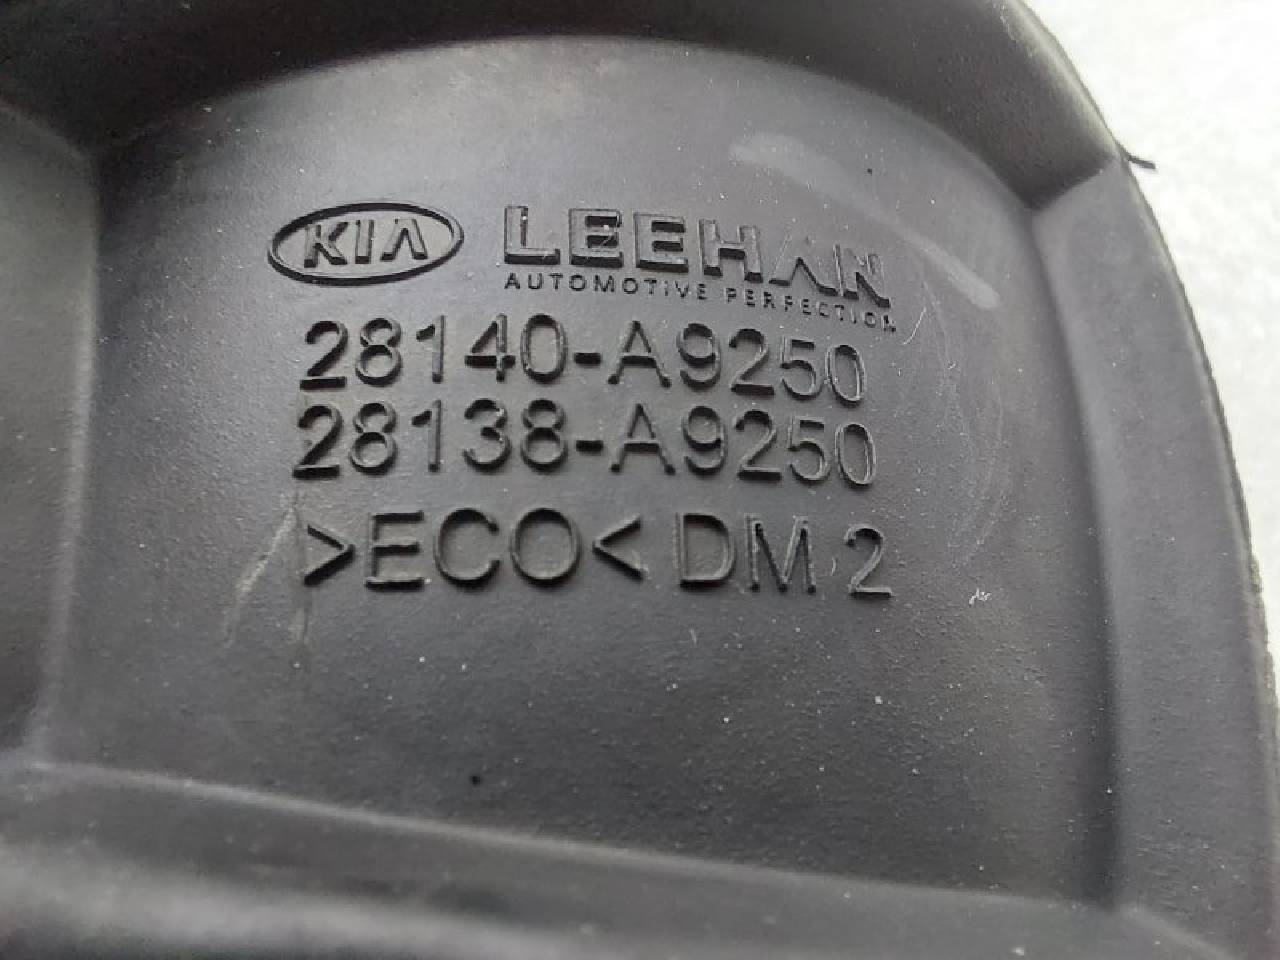 KIA LEEHAN
AUTOMOTIVE PERFECTION
28140-A9250
28138-A9250
>ECO< DM 2